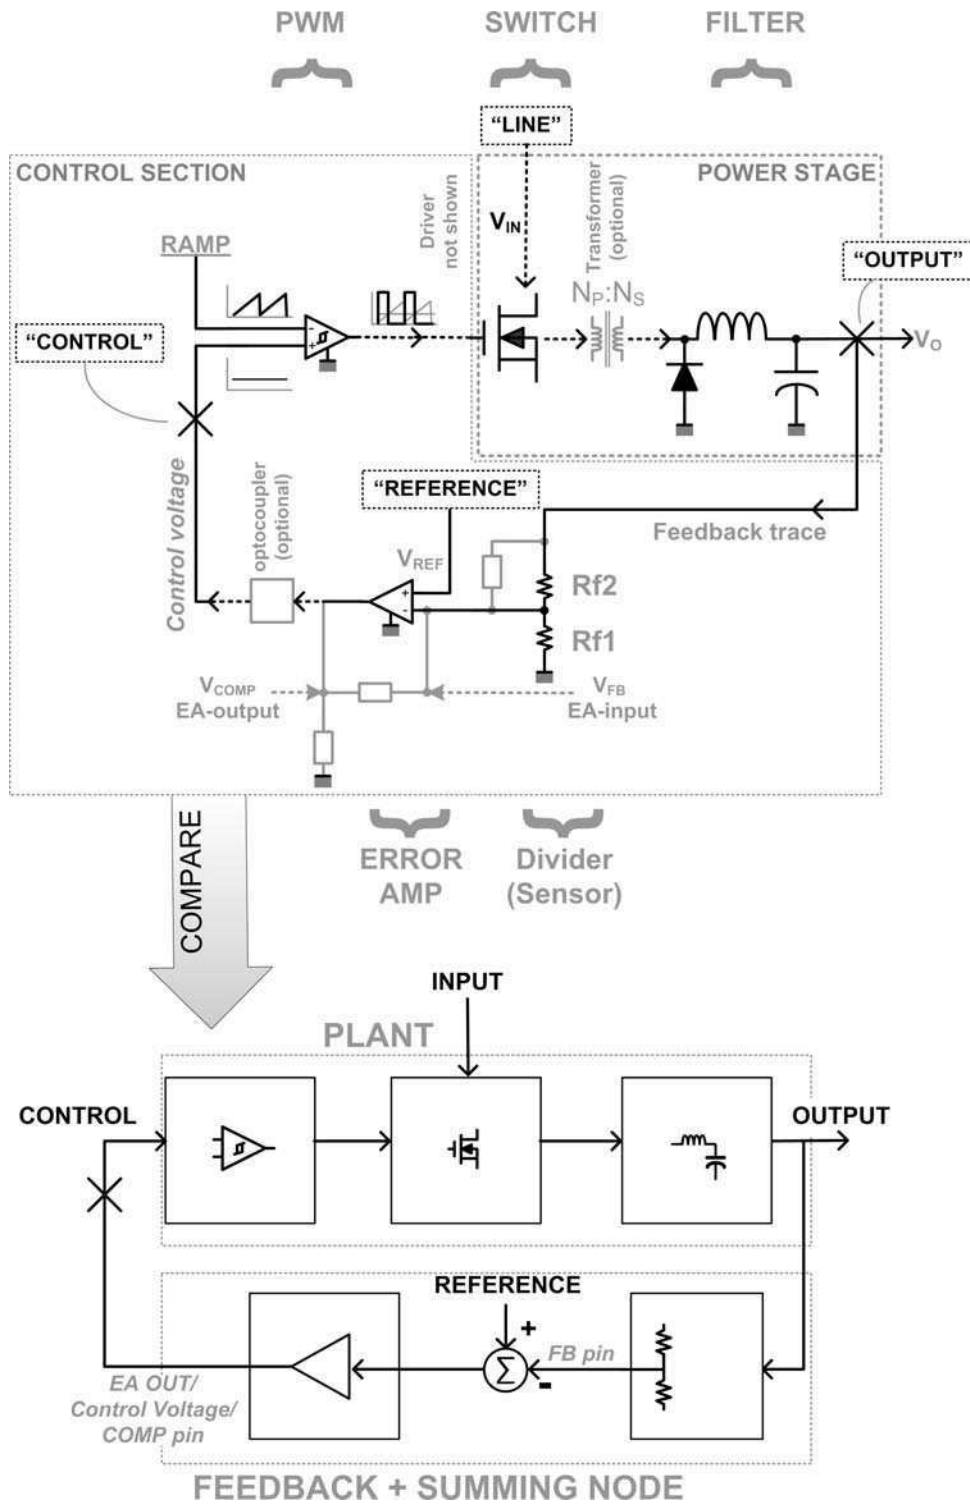 PWM
SWITCH
FILTER
"LINE"
CONTROL SECTION
POWER STAGE
Driver
not shown
VIN
Transformer
(optional)
RAMP
"OUTPUT"
NP:NS
"CONTROL"
-
+
VO
"REFERENCE"
Control voltage
optocoupler
(optional)
VREF
Feedback trace
+
-
Rf2
Rf1
VCOMP
EA-output
VFB
EA-input
COMPARE
ERROR
AMP
Divider
(Sensor)
INPUT
PLANT
CONTROL
OUTPUT
REFERENCE
+
Σ
-
FB pin
EA OUT/
Control Voltage/
COMP pin
FEEDBACK + SUMMING NODE